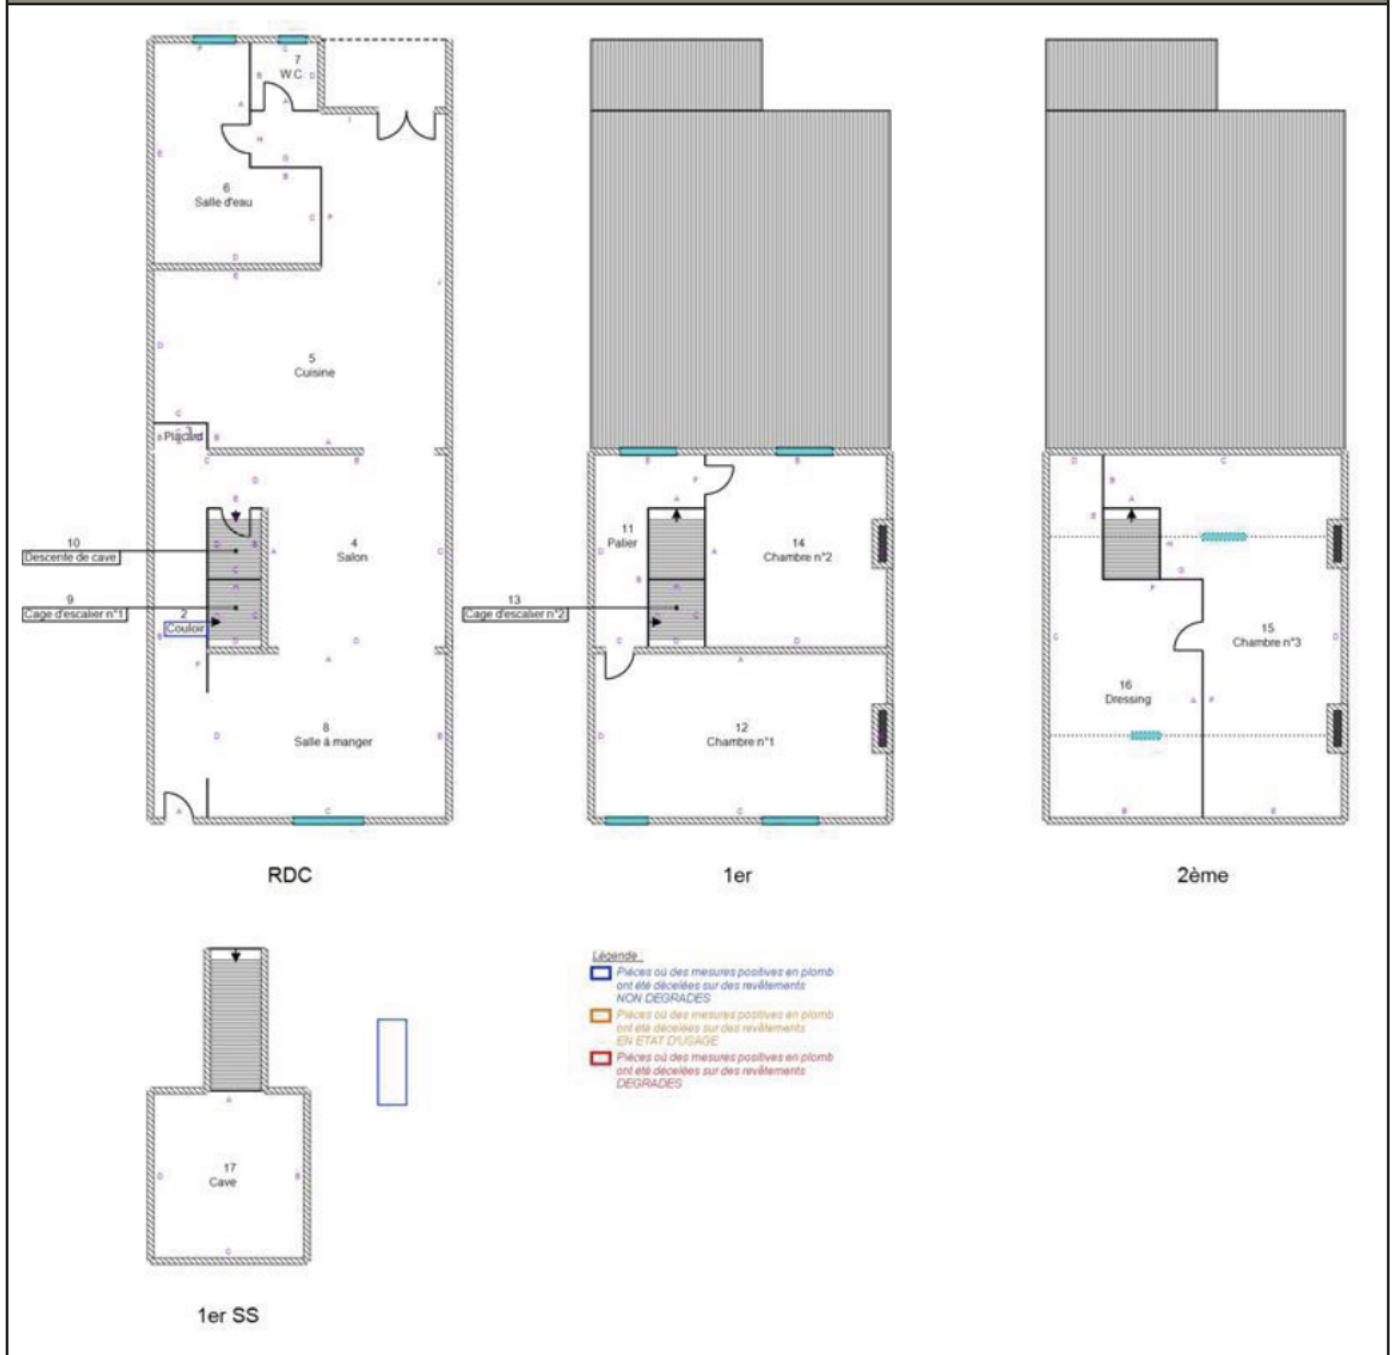 7
W.C.
6
Salle d'eau
5
Cuisine
3
Placard
10
Descente de cave
4
Salon
9
Cage d'escalier n°1
2
Couloir
8
Salle à manger
RDC
11
Palier
14
Chambre n°2
13
Cage d'escalier n°2
12
Chambre n°1
1er
15
Chambre n°3
16
Dressing
2ème
17
Cave
1er SS
Légende
Pièces où des mesures positives en plomb
ont été décelées sur des revêtements
NON DEGRADES
Pièces où des mesures positives en plomb
ont été décelées sur des revêtements
EN ETAT D'USAGE
Pièces où des mesures positives en plomb
ont été décelées sur des revêtements
DEGRADES